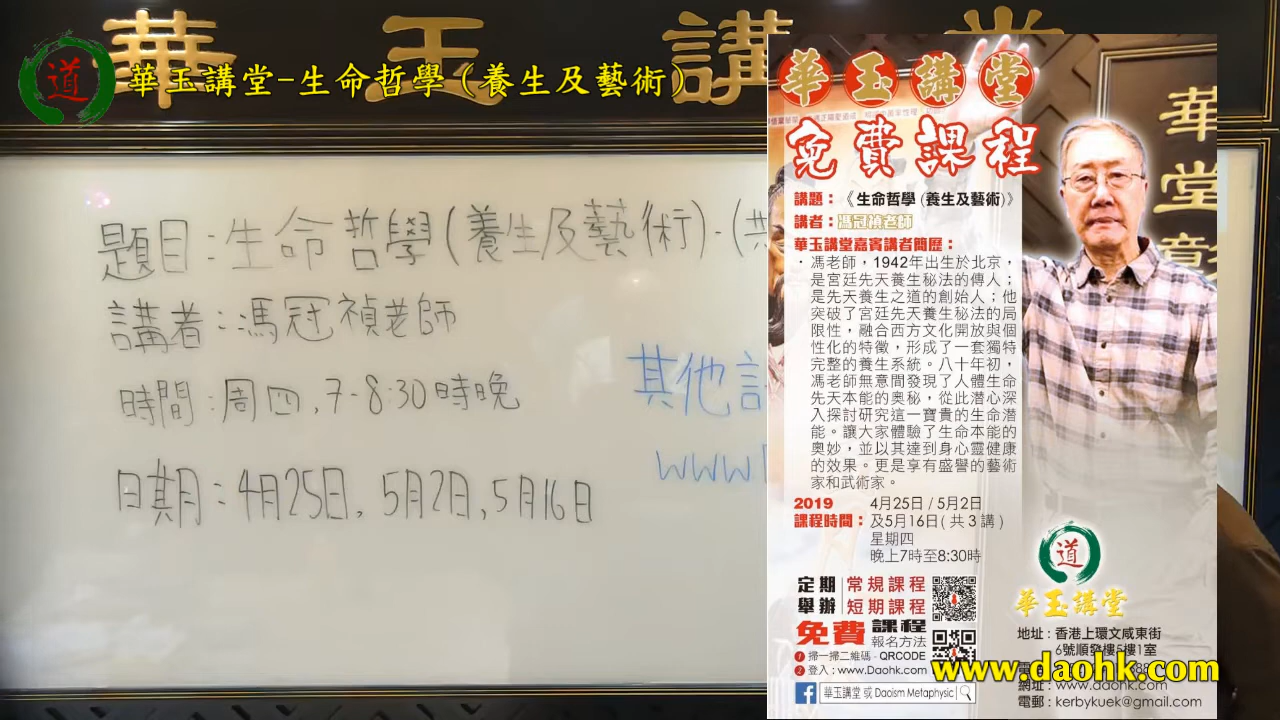 華玉講堂
道
華玉講堂-生命哲學（養生及藝術）
題目：生命哲學(養生及藝術)-(共
講者：馮冠禎老師
時間：周四,7-8:30時晚
日期：4月25日, 5月2日,5月16日
其他
www
華玉講堂
免費課程
講題：《生命哲學 (養生及藝術)》
講者：馮冠禎老師
華玉講堂嘉賓講者簡歷：
·馮老師，1942年出生於北京，
是宮廷先天養生秘法的傳人；
是先天養生之道的創始人；他
突破了宮廷先天養生秘法的局
限性，融合西方文化開放與個
性化的特徵，形成了一套獨特
完整的養生系統。八十年初，
馮老師無意間發現了人體生命
先天本能的奧秘，從此潛心深
入探討研究這一寶貴的生命潛
能。讓大家體驗了生命本能的
奧妙，並以其達到身心靈健康
的效果。更是享有盛譽的藝術
家和武術家。
2019 4月25日 / 5月2日
課程時間：及5月16日( 共 3 講 )
星期四
晚上7時至8:30時
定期 常規課程
舉辦 短期課程
免費課程
報名方法
1 掃一掃二維碼 - QRCODE
2 登入 : www.Daohk.com
華玉講堂 或 Daoism Metaphysic
華
堂
道
華玉講堂
地址 : 香港上環文咸東街
6號順發樓5樓1室
www.daohk.com
網址 : www.daohk.com
電郵 : kerbykuek@gmail.com